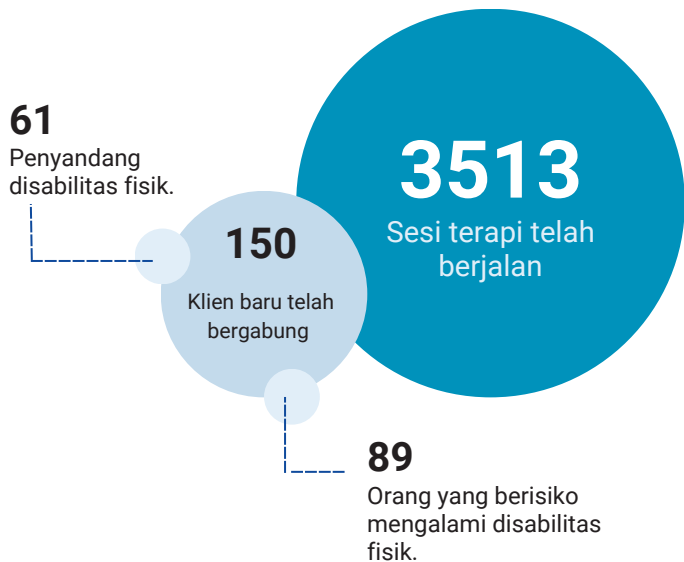 61
Penyandang
disabilitas fisik.
150
Klien baru telah
bergabung
3513
Sesi terapi telah
berjalan
89
Orang yang berisiko
mengalami disabilitas
fisik.